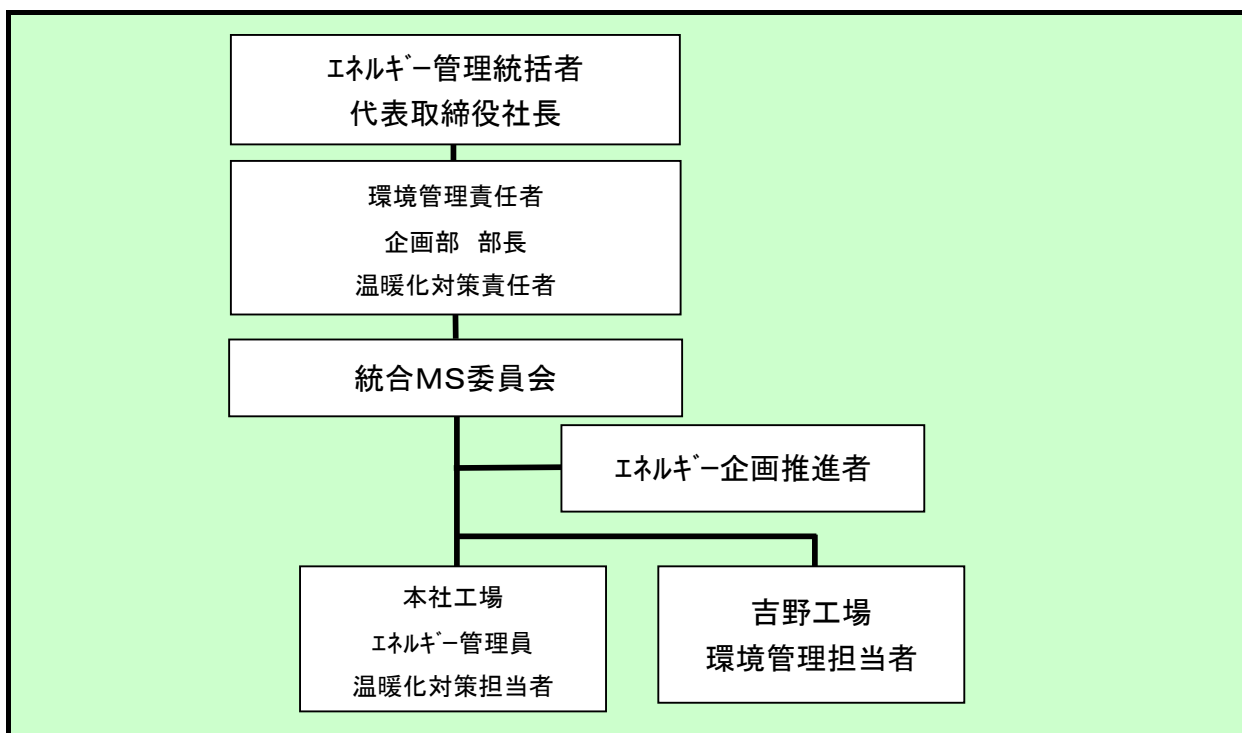 ｴﾈﾙｷﾞｰ管理統括者
代表取締役社長
環境管理責任者
企画部　部長
温暖化対策責任者
統合ＭＳ委員会
ｴﾈﾙｷﾞｰ企画推進者
本社工場
ｴﾈﾙｷﾞｰ管理員
温暖化対策担当者
吉野工場
環境管理担当者